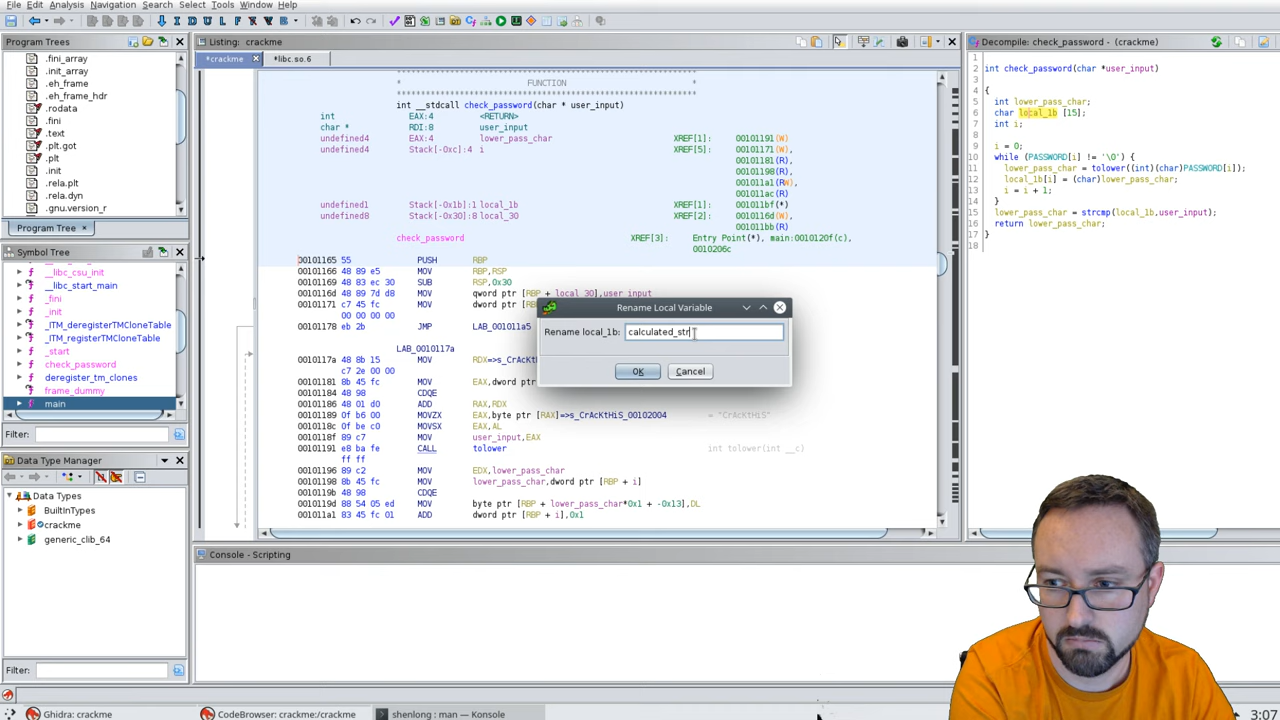 File Edit Analysis Navigation Search Select Tools Window Help
I D U L F K V B
Program Trees
.fini_array
.init_array
.eh_frame
.eh_frame_hdr
.rodata
.fini
.text
.plt.got
.plt
.init
.rela.plt
.rela.dyn
.gnu.version_r
Program Tree ×
Symbol Tree
__libc_csu_init
__libc_start_main
_fini
_init
_ITM_deregisterTMCloneTable
_ITM_registerTMCloneTable
_start
check_password
deregister_tm_clones
frame_dummy
main
Filter:
Data Type Manager
Data Types
BuiltInTypes
crackme
generic_clib_64
Filter:
Listing: crackme
*crackme *libc.so.6
* FUNCTION *
int __stdcall check_password(char * user_input)
int EAX:4 <RETURN>
char * RDI:8 user_input
undefined4 EAX:4 lower_pass_char XREF[1]: 00101191(W)
undefined4 Stack[-0xc]:4 i XREF[5]: 00101171(W),
00101181(R),
00101198(R),
001011a1(RW),
001011ac(R)
undefined1 Stack[-0x1b]:1 local_1b XREF[1]: 001011bf(*)
undefined8 Stack[-0x30]:8 local_30 XREF[2]: 0010116d(W),
001011bb(R)
check_password XREF[3]: Entry Point(*), main:0010120f(c),
0010206c
00101165 55 PUSH RBP
00101166 48 89 e5 MOV RBP,RSP
00101169 48 83 ec 30 SUB RSP,0x30
0010116d 48 89 7d d8 MOV qword ptr [RBP + local_30],user_input
00101171 c7 45 fc MOV dword ptr [RB
00 00 00 00
00101178 eb 2b JMP LAB_001011a5
LAB_0010117a
0010117a 48 8b 15 MOV RDX=>s_CrAcKtH
c7 2e 00 00
00101181 8b 45 fc MOV EAX,dword ptr
00101184 48 98 CDQE
00101186 48 01 d0 ADD RAX,RDX
00101189 0f b6 00 MOVZX EAX,byte ptr [RAX]=>s_CrAcKtHiS_00102004 = "CrAcKtHiS"
0010118c 0f be c0 MOVSX EAX,AL
0010118f 89 c7 MOV user_input,EAX
00101191 e8 ba fe CALL tolower int tolower(int __c)
ff ff
00101196 89 c2 MOV EDX,lower_pass_char
00101198 8b 45 fc MOV lower_pass_char,dword ptr [RBP + i]
0010119b 48 98 CDQE
0010119d 88 54 05 ed MOV byte ptr [RBP + lower_pass_char*0x1 + -0x13],DL
001011a1 83 45 fc 01 ADD dword ptr [RBP + i],0x1
Rename Local Variable
Rename local_1b: calculated_str
OK Cancel
Console - Scripting
Decompile: check_password - (crackme)
1
2 int check_password(char *user_input)
3
4 {
5 int lower_pass_char;
6 char local_1b [15];
7 int i;
8
9 i = 0;
10 while (PASSWORD[i] != '\0') {
11 lower_pass_char = tolower((int)(char)PASSWORD[i]);
12 local_1b[i] = (char)lower_pass_char;
13 i = i + 1;
14 }
15 lower_pass_char = strcmp(local_1b,user_input);
16 return lower_pass_char;
17 }
18
Ghidra: crackme
CodeBrowser: crackme:/crackme
shenlong : man — Konsole
3:07